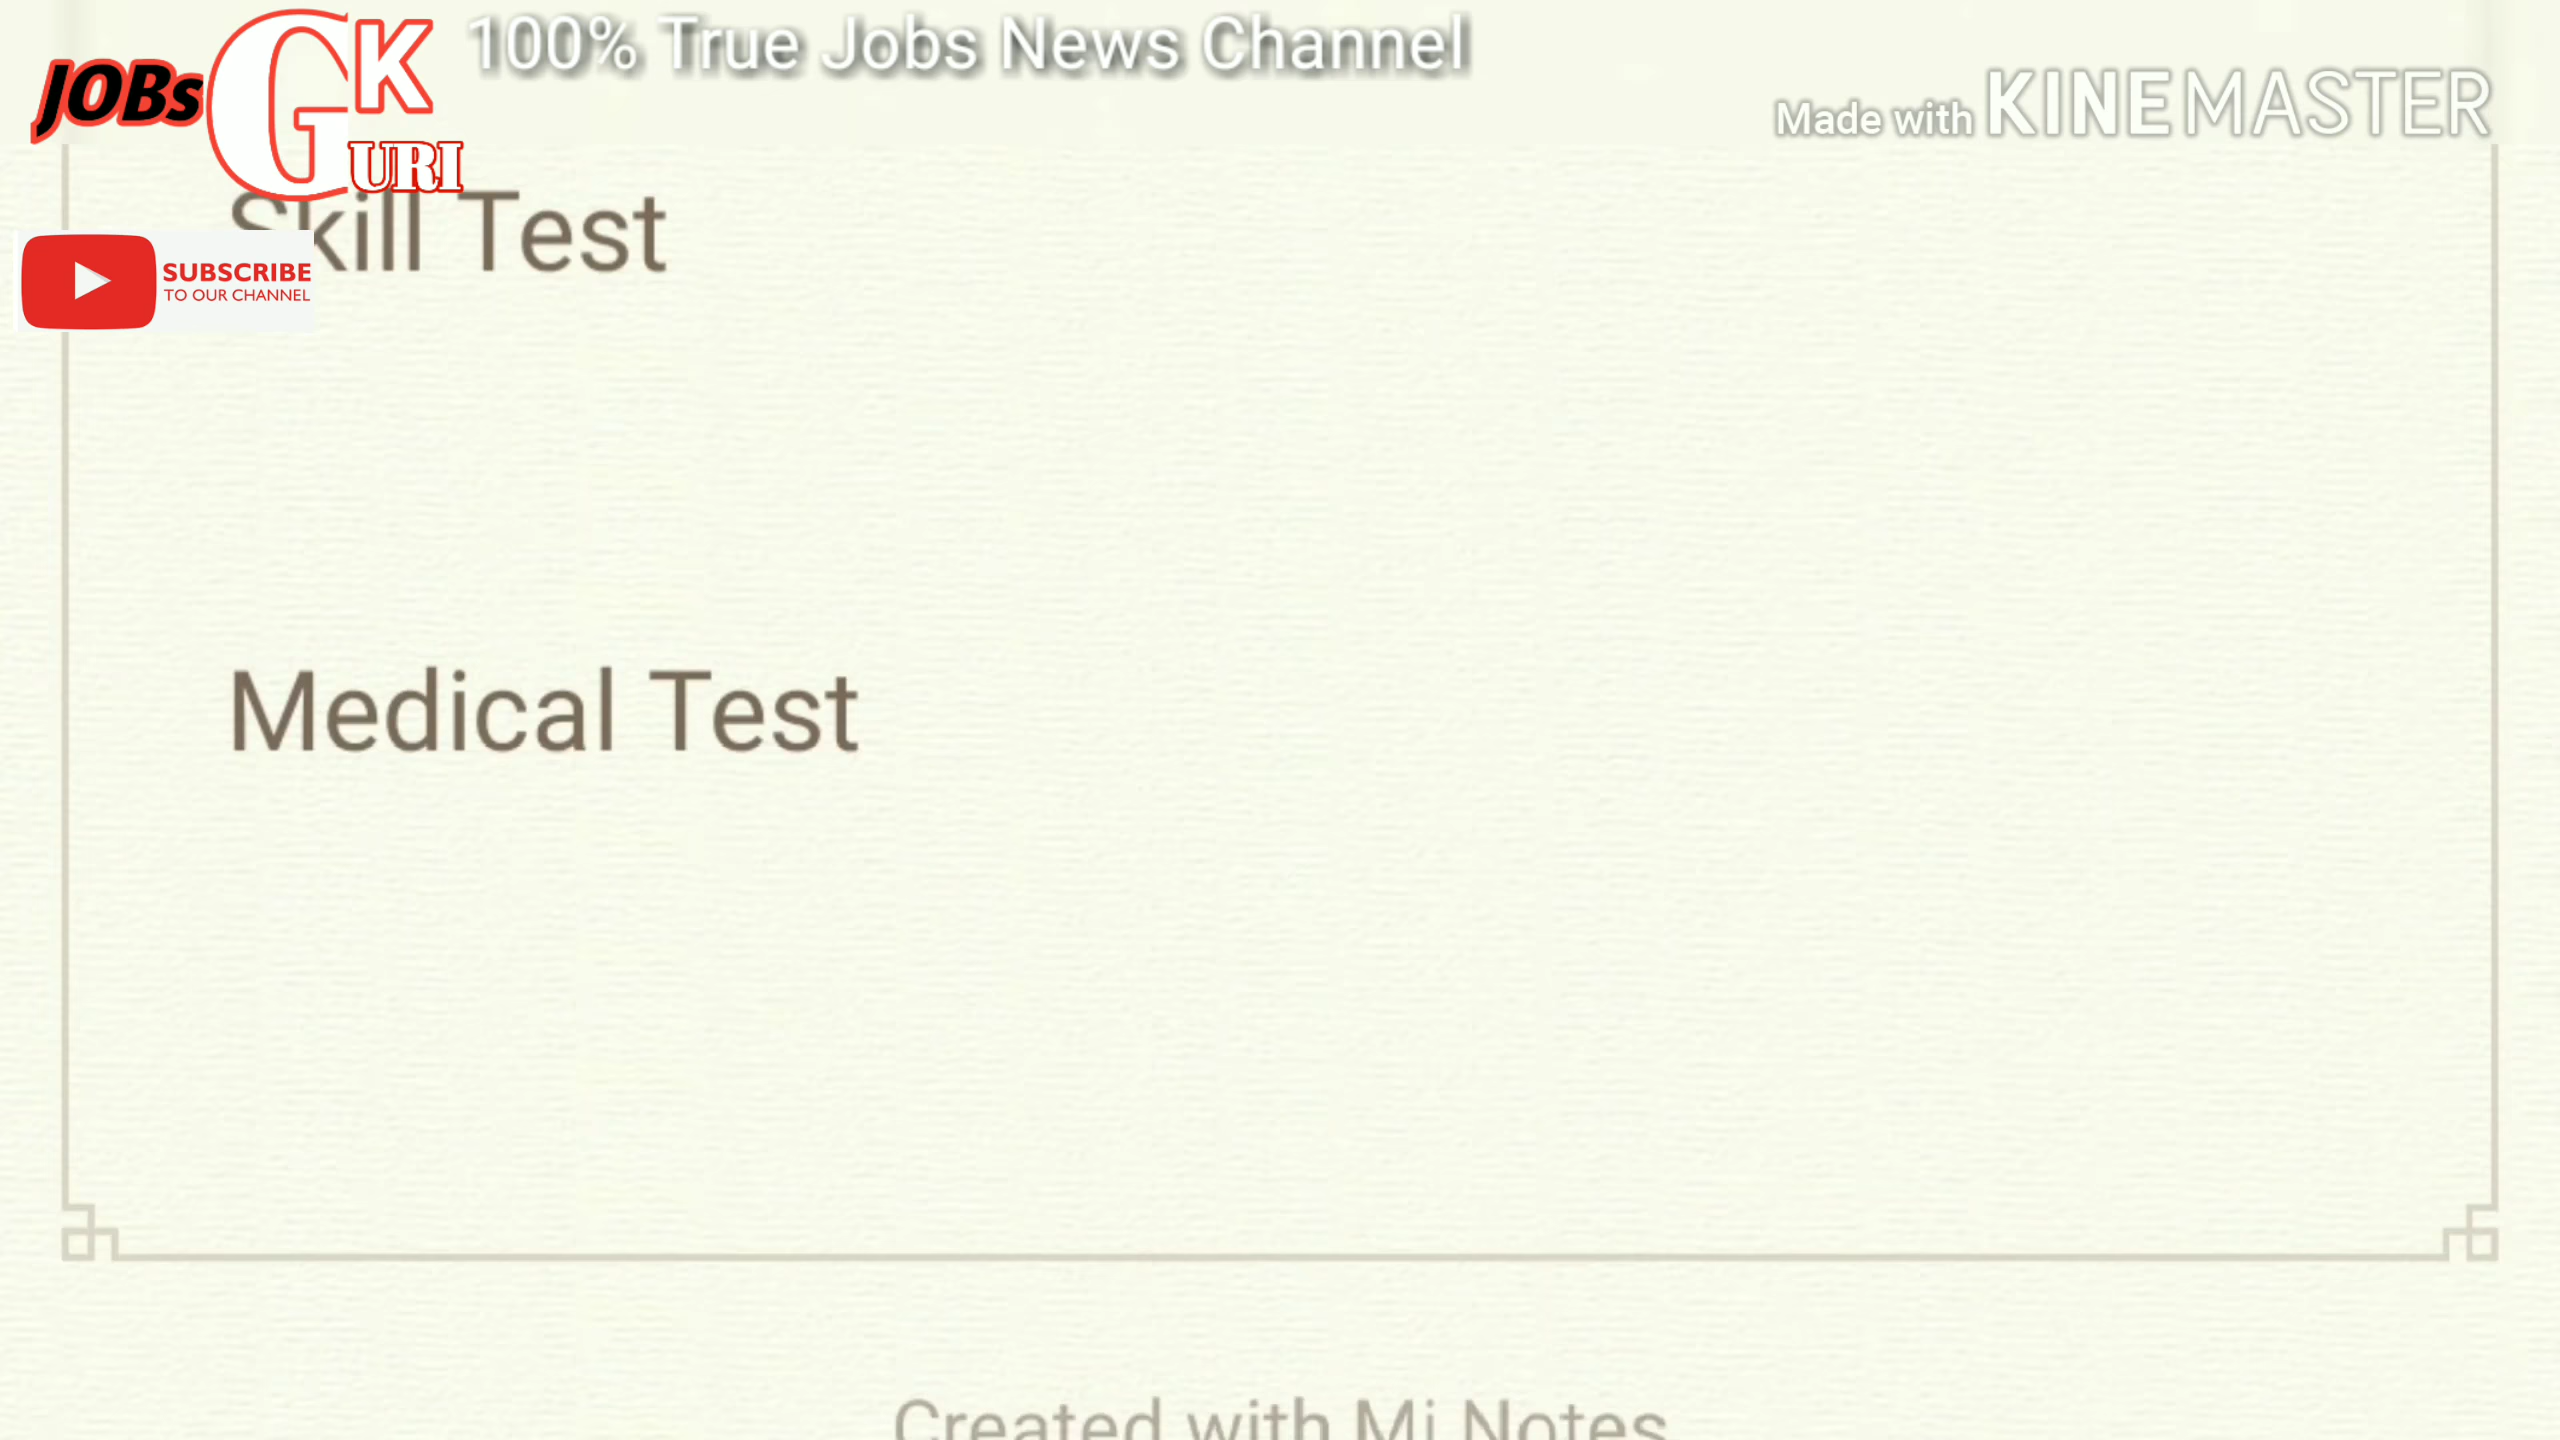 100% True Jobs News Channel
JOBs GK URI
Made with KINEMASTER
Skill Test
SUBSCRIBE
TO OUR CHANNEL
Medical Test
Created with Mi Notes